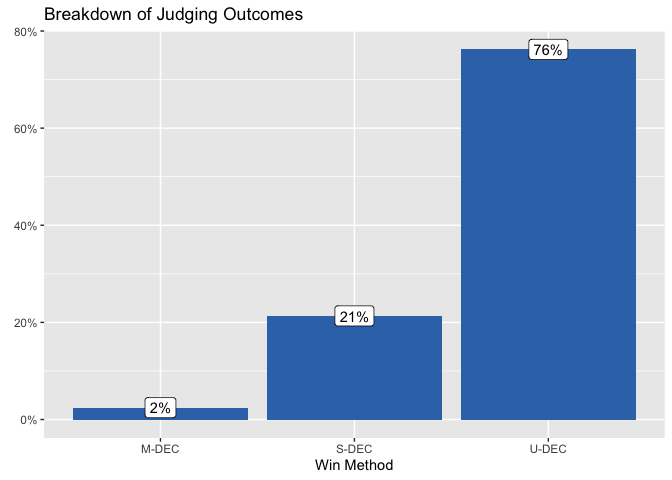 Breakdown of Judging Outcomes
80%
76%
60%
40%
20%
21%
0%
2%
M-DEC S-DEC U-DEC
Win Method